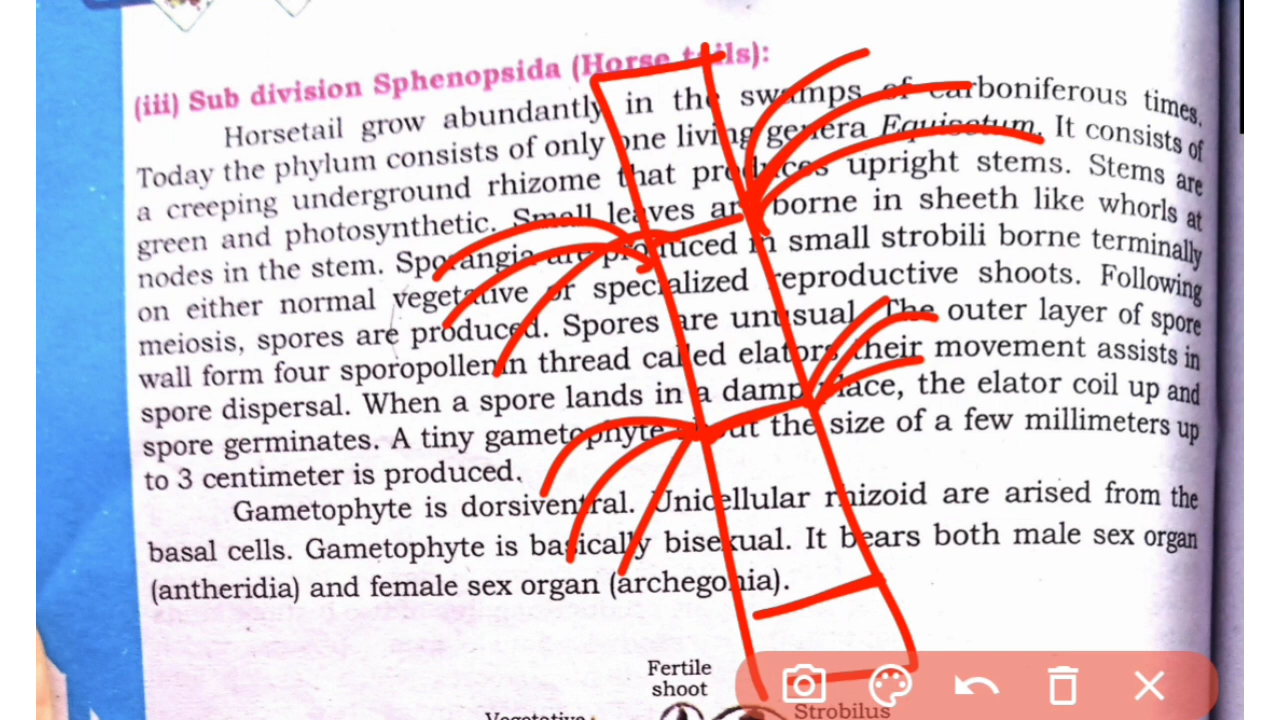 (iii) Sub division Sphenopsida (Horse tails):
Horsetail grow abundantly in the swamps of carboniferous times.
Today the phylum consists of only one living genera Equisetum. It consists of
a creeping underground rhizome that produces upright stems. Stems are
green and photosynthetic. Small leaves are borne in sheeth like whorls at
nodes in the stem. Sporangia are produced in small strobili borne terminally
on either normal vegetative or specialized reproductive shoots. Following
meiosis, spores are produced. Spores are unusual. The outer layer of spore
wall form four sporopollenin thread called elators their movement assists in
spore dispersal. When a spore lands in a damp place, the elator coil up and
spore germinates. A tiny gametophyte about the size of a few millimeters up
to 3 centimeter is produced.
Gametophyte is dorsiventral. Unicellular rhizoid are arised from the
basal cells. Gametophyte is basically bisexual. It bears both male sex organ
(antheridia) and female sex organ (archegonia).
Fertile
shoot
Strobilus
Vegetative